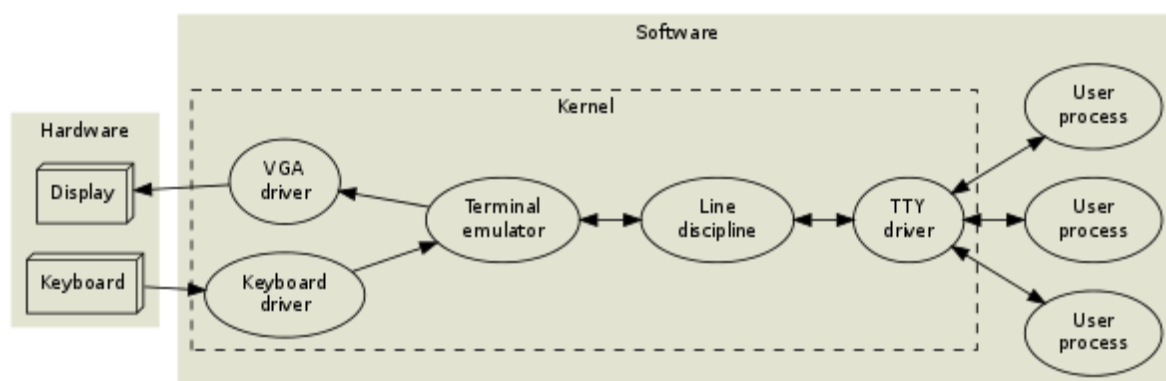 Software
Kernel
Hardware
Display
Keyboard
VGA
driver
Keyboard
driver
Terminal
emulator
Line
discipline
TTY
driver
User
process
User
process
User
process